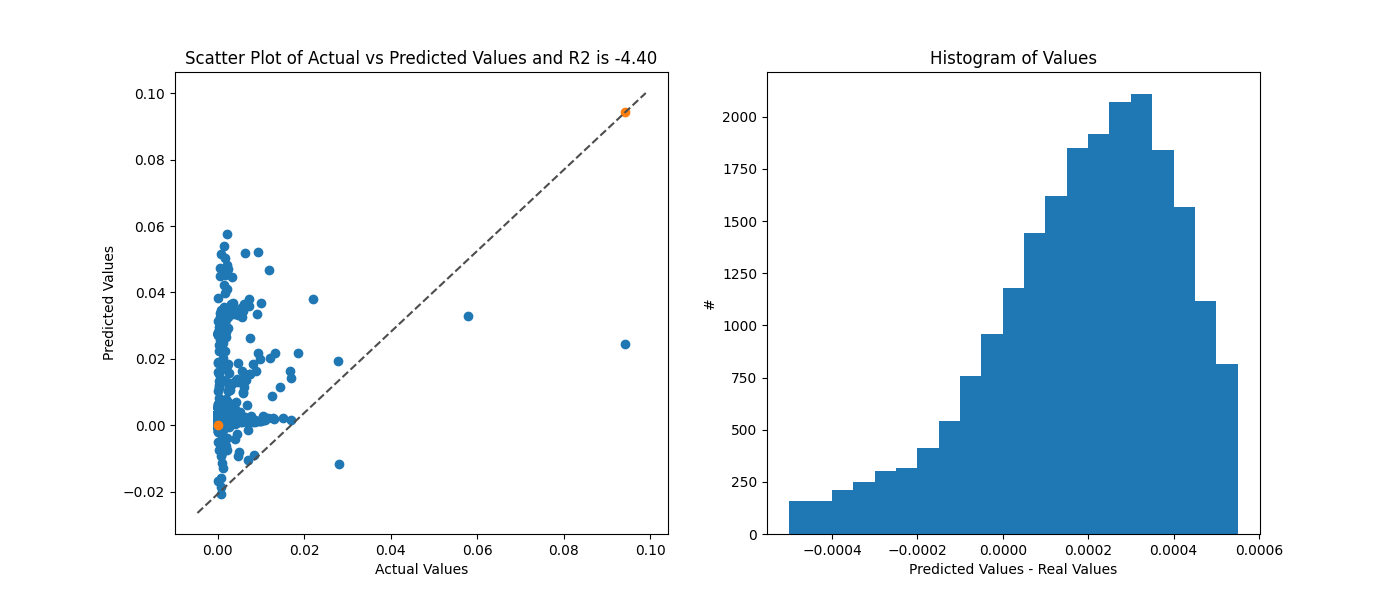 Scatter Plot of Actual vs Predicted Values and R2 is -4.40
0.10
0.08
0.06
0.04
0.02
0.00
−0.02
Predicted Values
0.00 0.02 0.04 0.06 0.08 0.10
Actual Values
Histogram of Values
2000
1750
1500
1250
1000
750
500
250
0
#
−0.0004 −0.0002 0.0000 0.0002 0.0004 0.0006
Predicted Values - Real Values